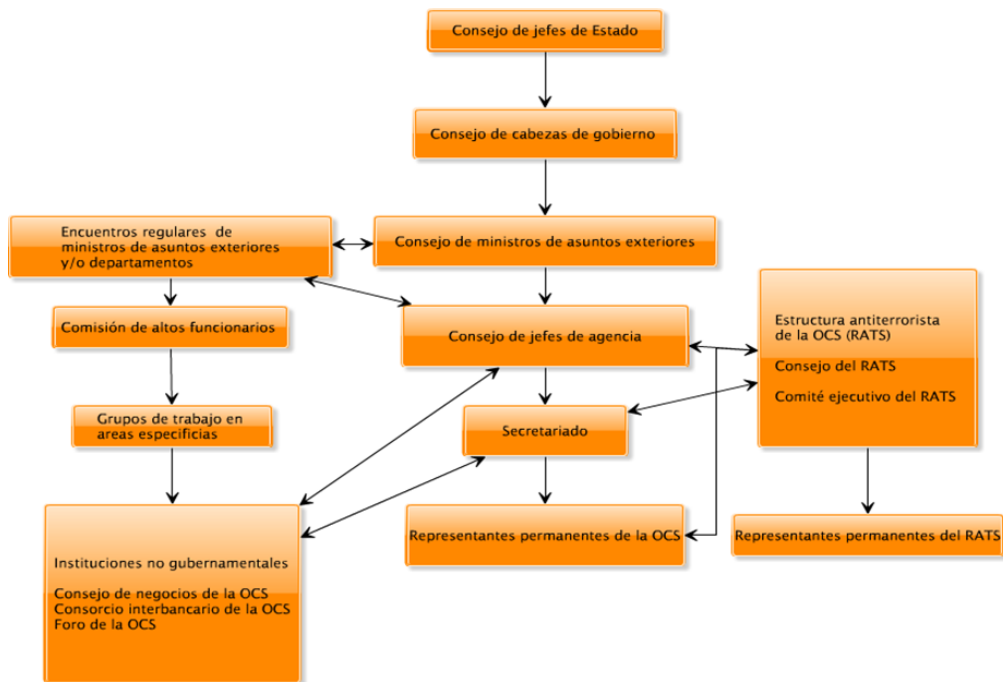 Consejo de jefes de Estado
Consejo de cabezas de gobierno
Encuentros regulares de
ministros de asuntos exteriores
y/o departamentos
Consejo de ministros de asuntos exteriores
Comisión de altos funcionarios
Consejo de jefes de agencia
Estructura antiterrorista
de la OCS (RATS)
Consejo del RATS
Comité ejecutivo del RATS
Grupos de trabajo en
areas especificias
Secretariado
Instituciones no gubernamentales
Consejo de negocios de la OCS
Consorcio interbancario de la OCS
Foro de la OCS
Representantes permanentes de la OCS
Representantes permanentes del RATS